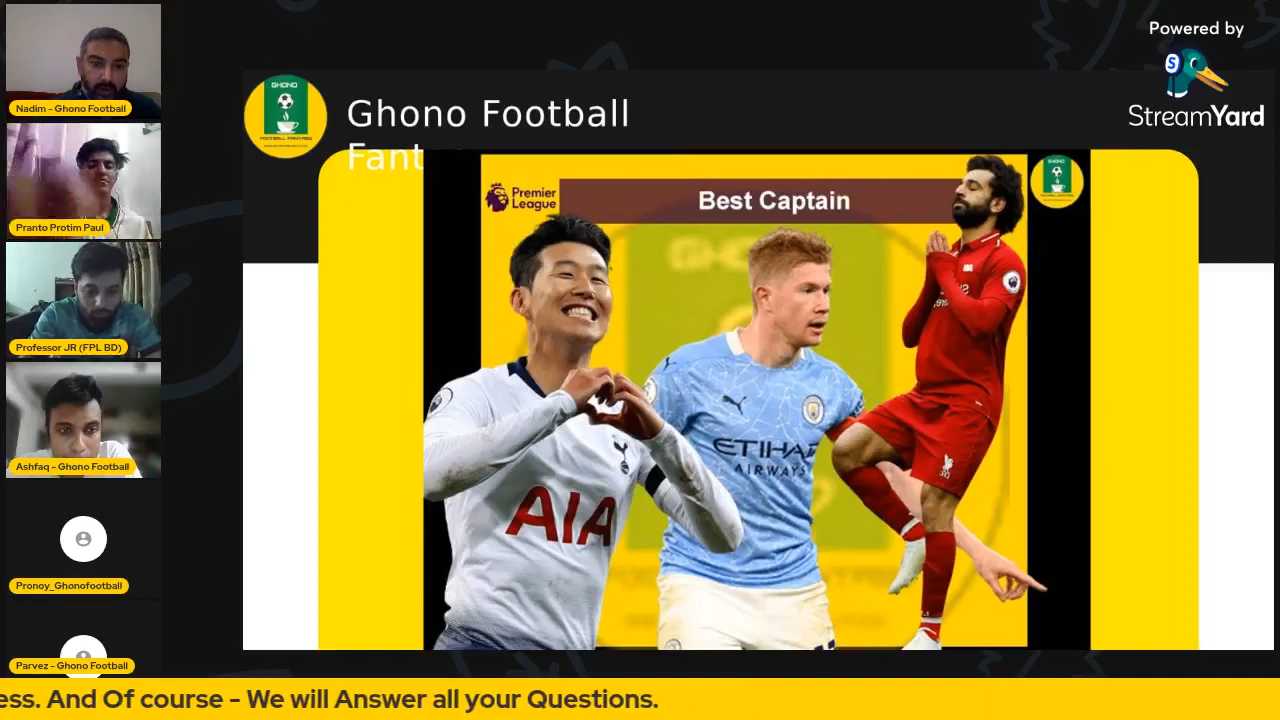 Powered by
StreamYard
Nadim - Ghono Football
Pranto Protim Paul
Professor JR (FPL BD)
Ashfaq - Ghono Football
Pronoy_Ghonofootball
Parvez - Ghono Football
GHONO
Ghono Football
Fant
Premier
League
Best Captain
AIA
ETIHAD
AIRWAYS
ess. And Of course - We will Answer all your Questions.